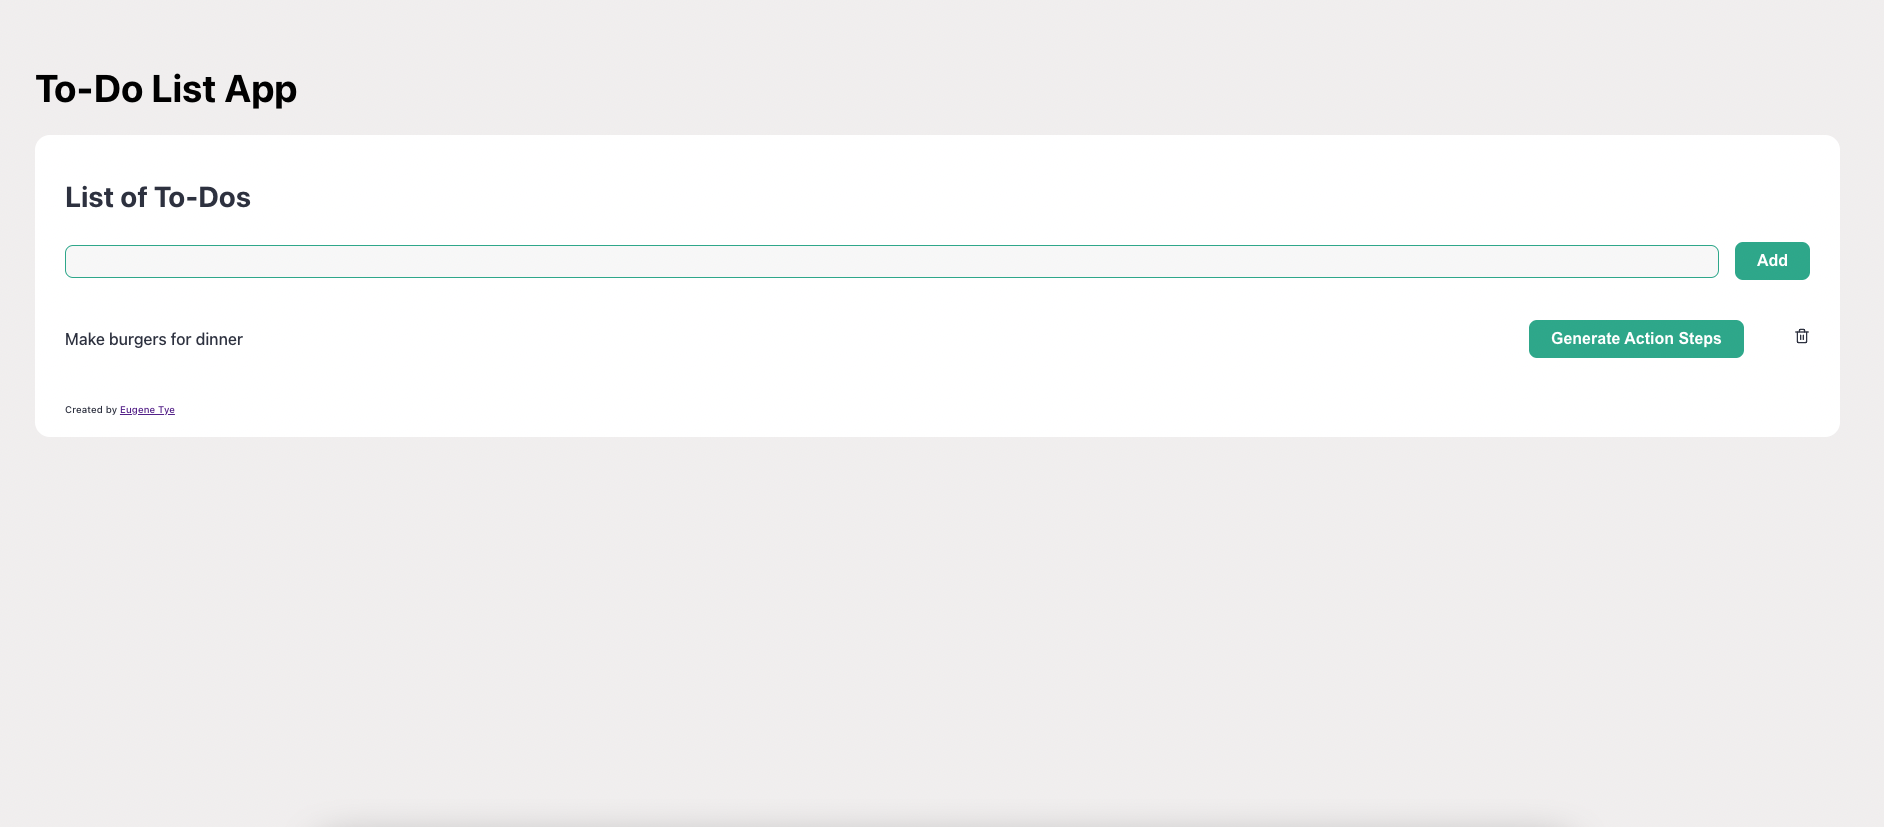 To-Do List App
List of To-Dos
Add
Make burgers for dinner
Generate Action Steps
Created by Eugene Tye